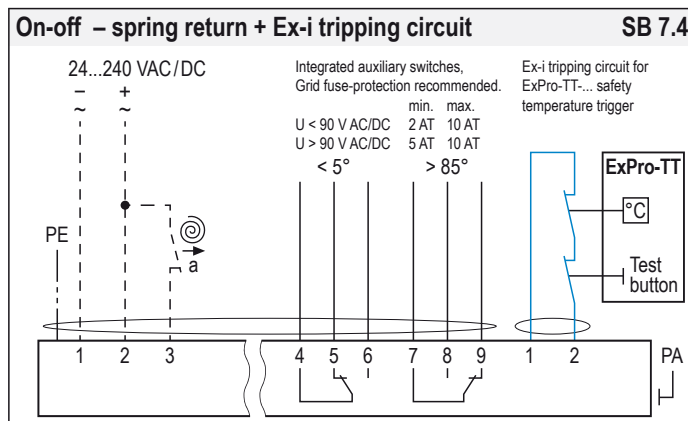 On-off – spring return + Ex-i tripping circuit SB 7.4
24...240 VAC/DC
– +
~ ~
Integrated auxiliary switches,
Grid fuse-protection recommended.
min. max.
U < 90 V AC/DC 2 AT 10 AT
U > 90 V AC/DC 5 AT 10 AT
< 5° > 85°
Ex-i tripping circuit for
ExPro-TT-... safety
temperature trigger
ExPro-TT
°C
Test
button
PE
a
1 2 3 4 5 6 7 8 9 1 2
PA